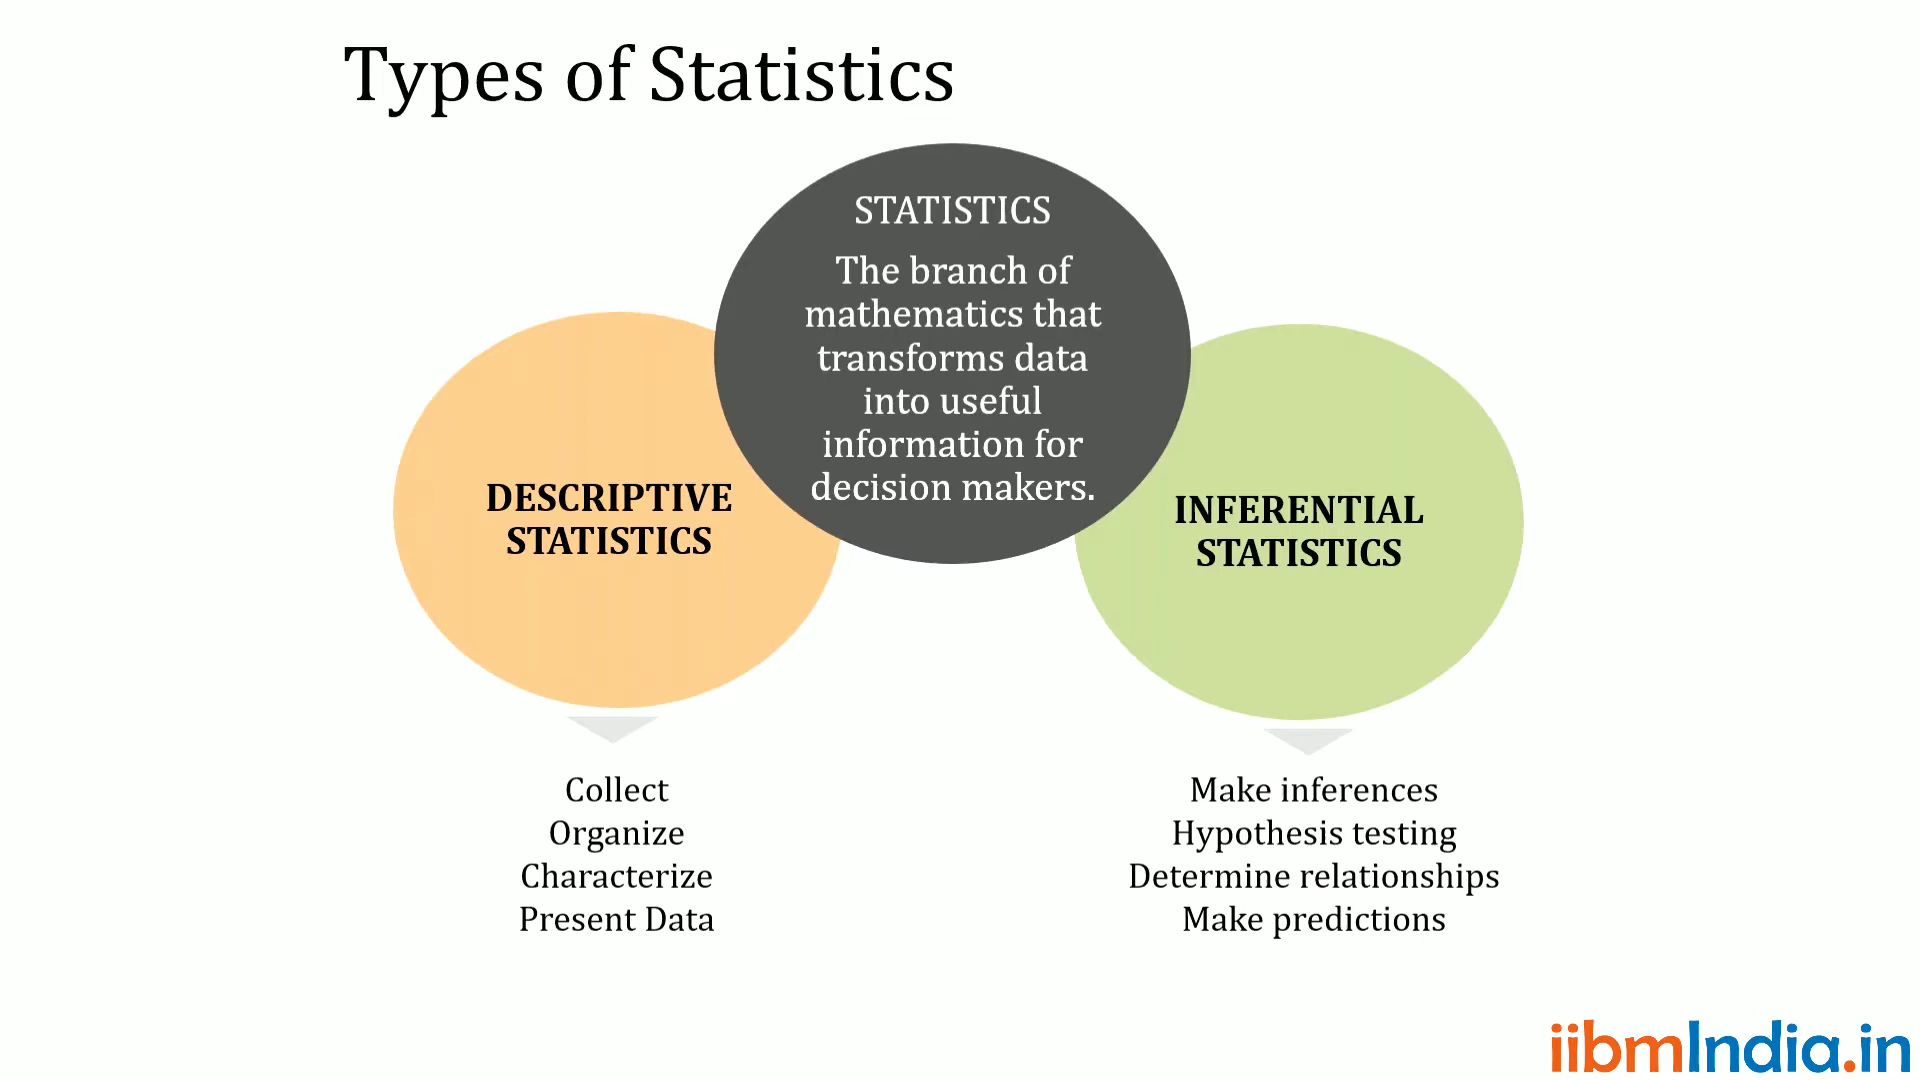 Types of Statistics
STATISTICS
The branch of
mathematics that
transforms data
into useful
information for
decision makers.
DESCRIPTIVE
STATISTICS
INFERENTIAL
STATISTICS
Collect
Organize
Characterize
Present Data
Make inferences
Hypothesis testing
Determine relationships
Make predictions
iibmIndia.in